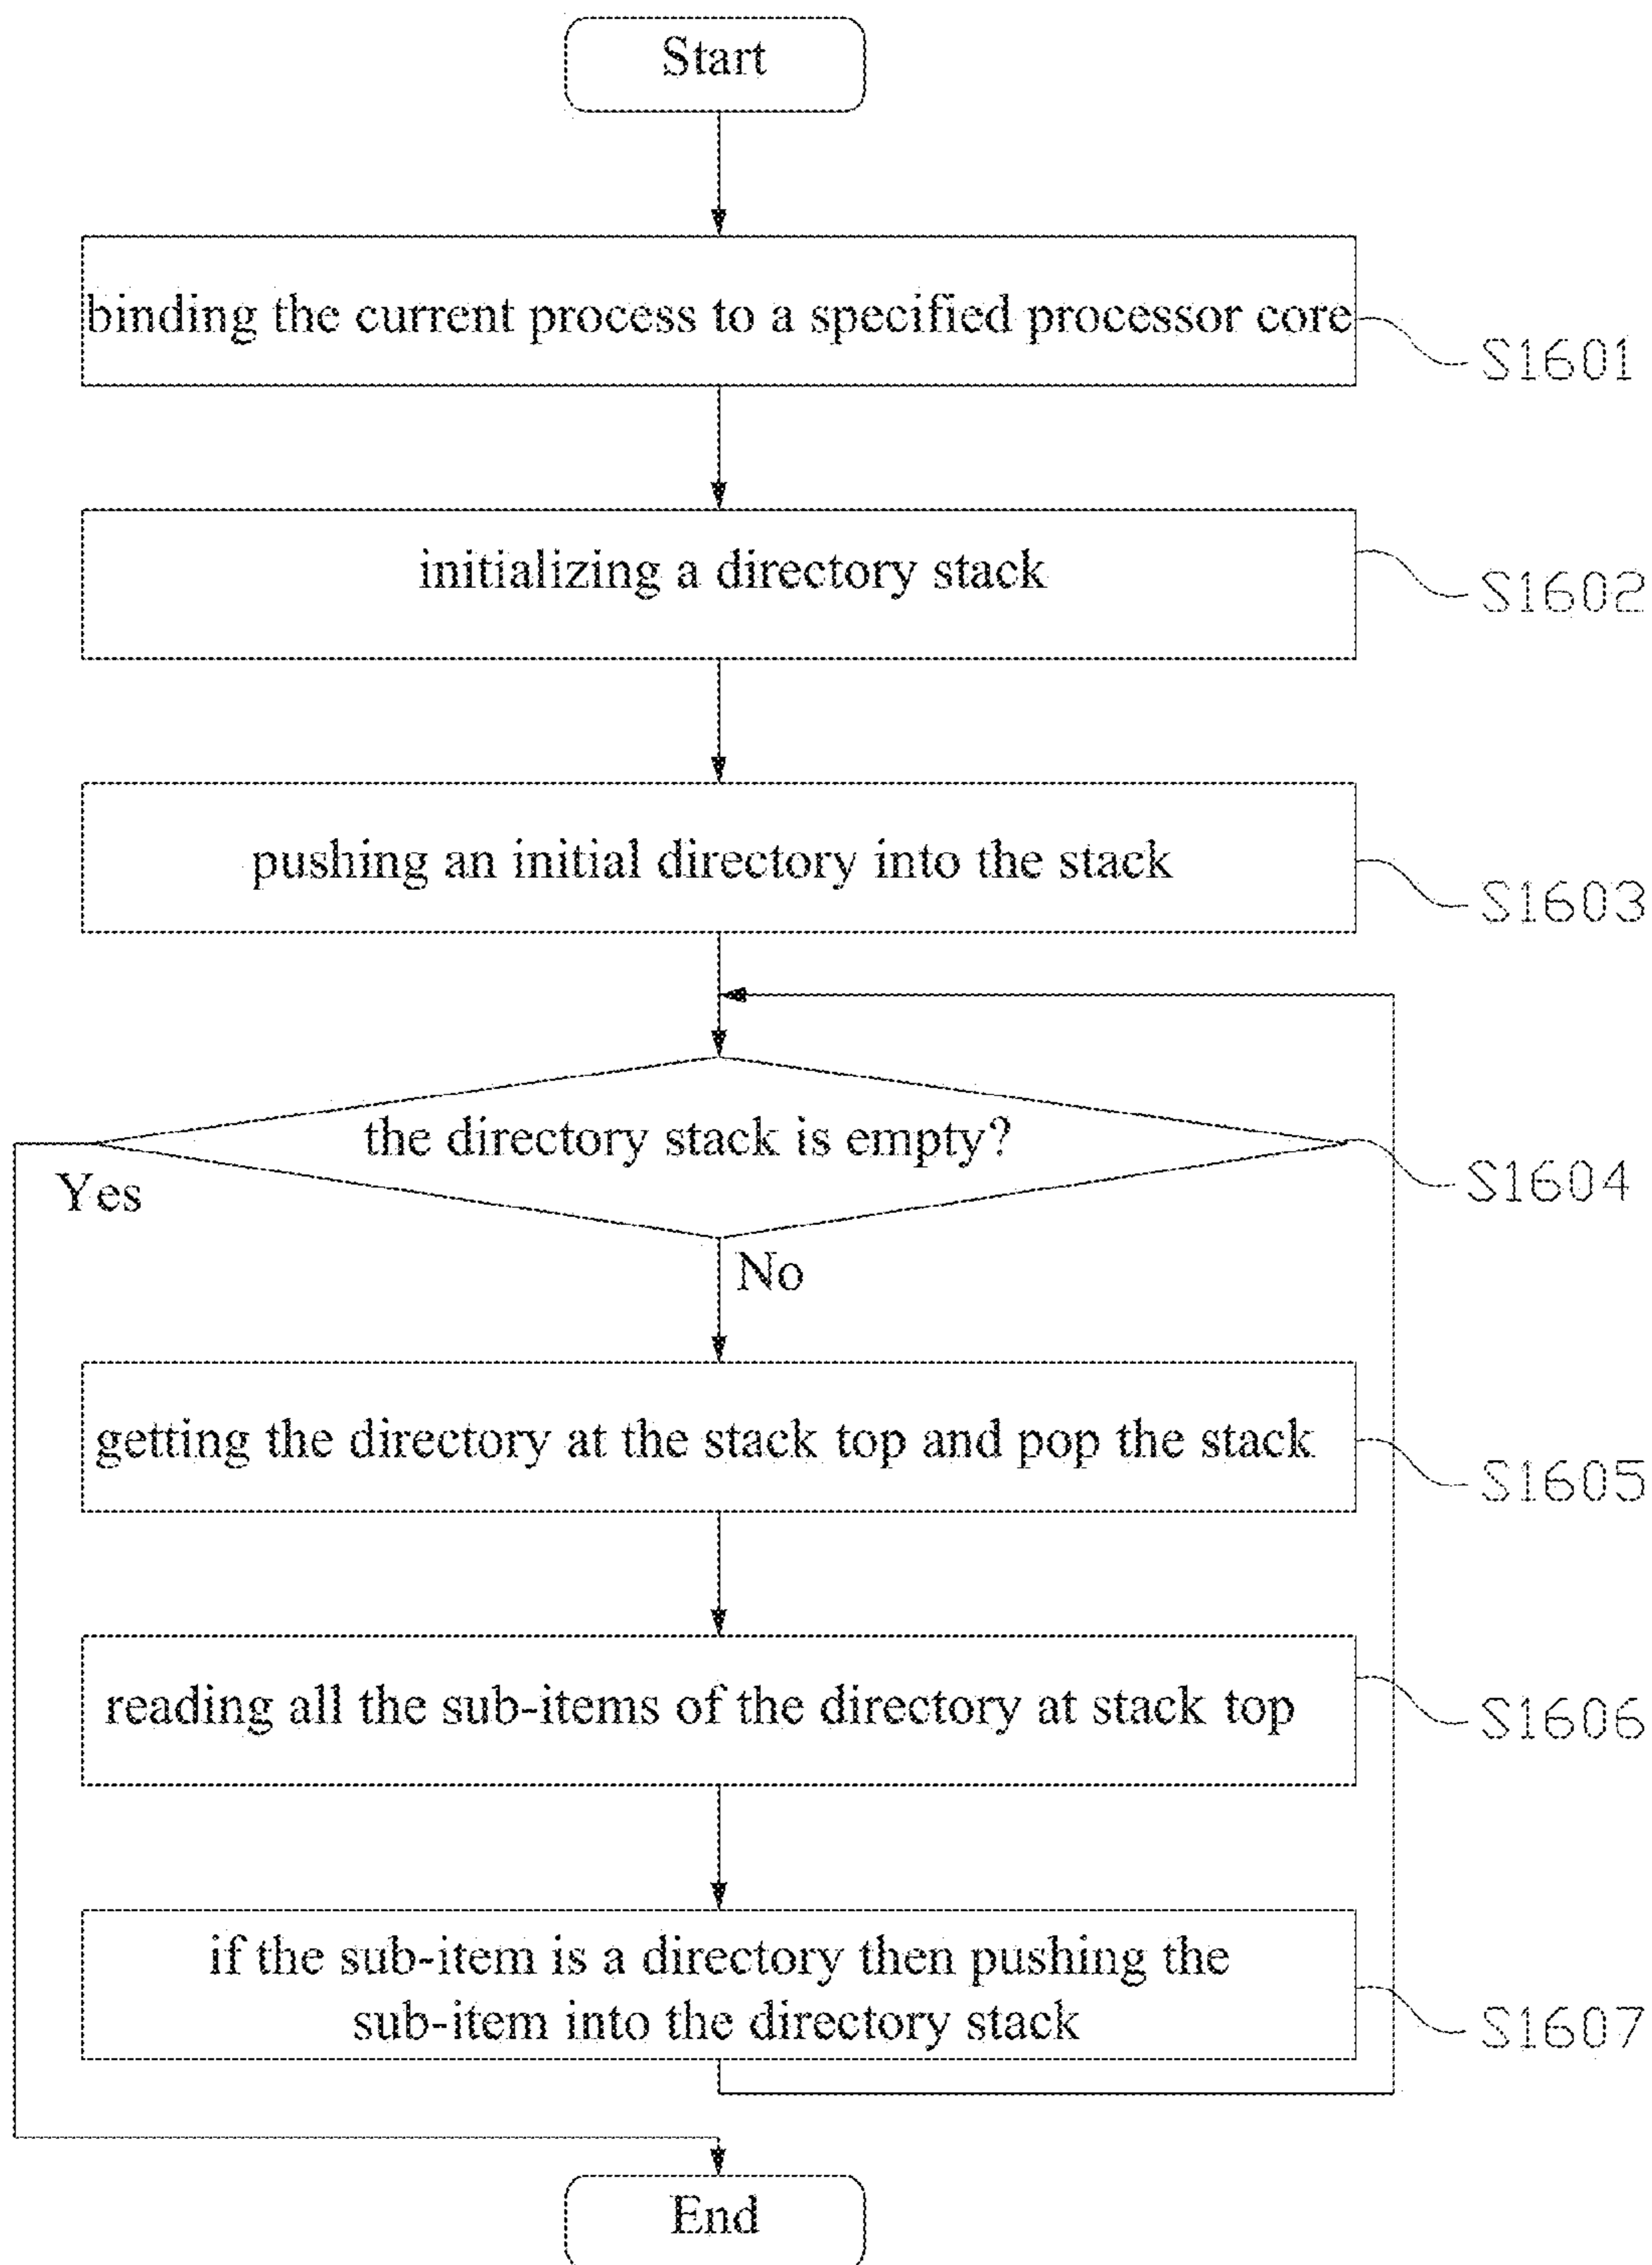 Start
binding the current process to a specified processor core
S1601
initializing a directory stack
S1602
pushing an initial directory into the stack
S1603
the directory stack is empty?
S1604
Yes
No
getting the directory at the stack top and pop the stack
S1605
reading all the sub-items of the directory at stack top
S1606
if the sub-item is a directory then pushing the
sub-item into the directory stack
S1607
End